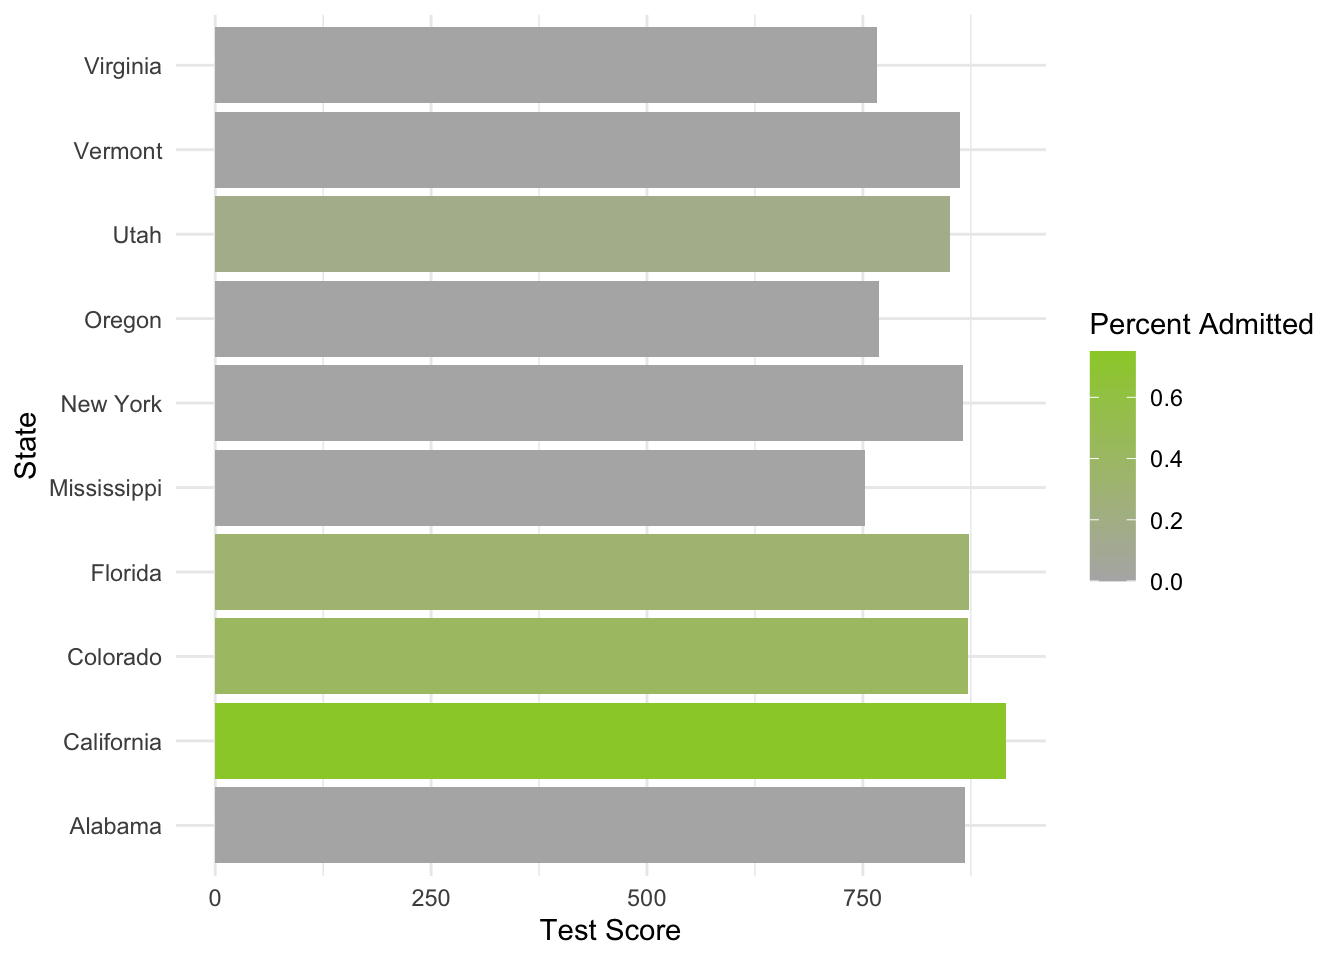 Virginia
Vermont
Utah
Oregon
New York
Mississippi
Florida
Colorado
California
Alabama
State
0 250 500 750
Test Score
Percent Admitted
0.6
0.4
0.2
0.0